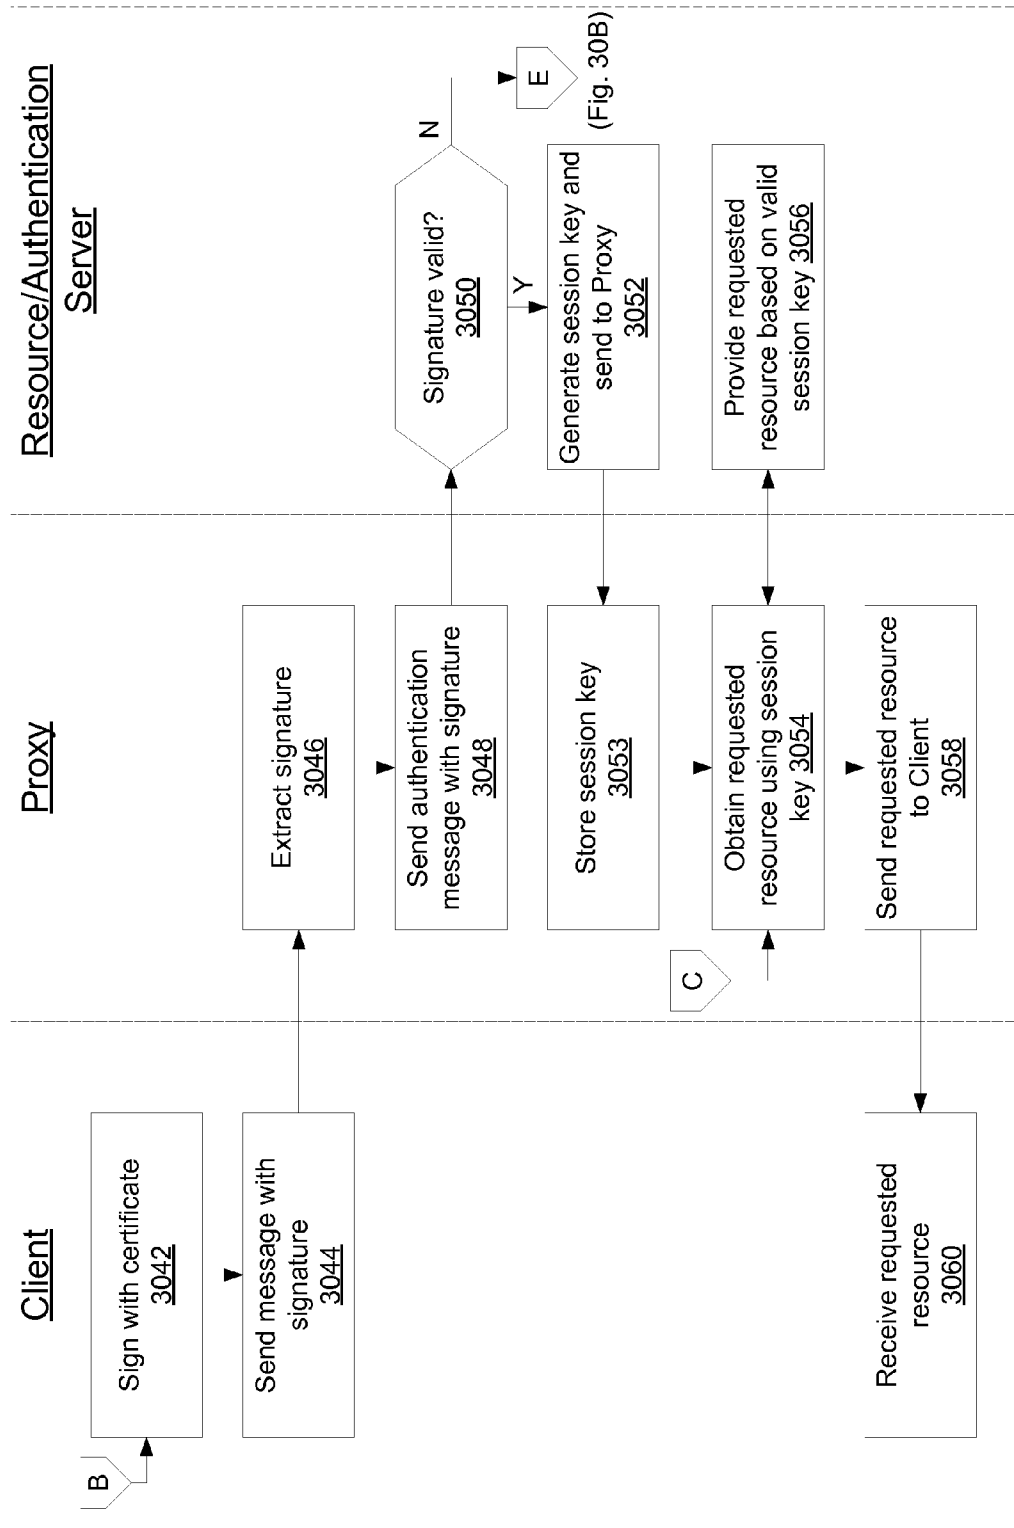 Client
Proxy
Resource/Authentication
Server
B
Sign with certificate
3042
Send message with
signature
3044
Extract signature
3046
Send authentication
message with signature
3048
Signature valid?
3050
N
Y
E
(Fig. 30B)
Generate session key and
send to Proxy
3052
Store session key
3053
C
Obtain requested
resource using session
key 3054
Provide requested
resource based on valid
session key 3056
Send requested resource
to Client
3058
Receive requested
resource
3060